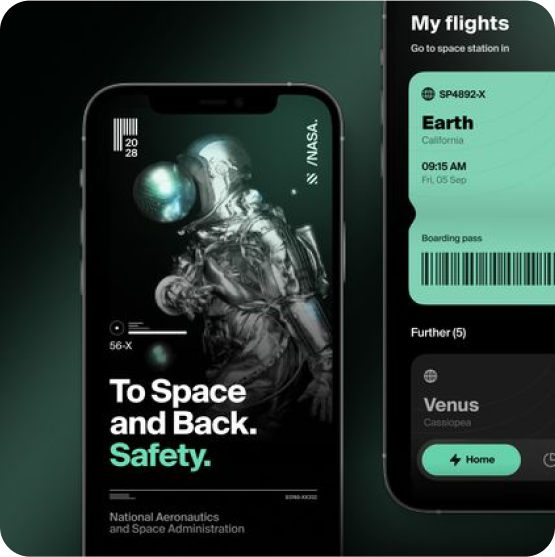 20
28
/NASA.
56-X
To Space
and Back.
Safety.
National Aeronautics
and Space Administration
My flights
Go to space station in
SP4892-X
Earth
California
09:15 AM
Fri, 05 Sep
Boarding pass
Further (5)
Venus
Cassiopea
Home